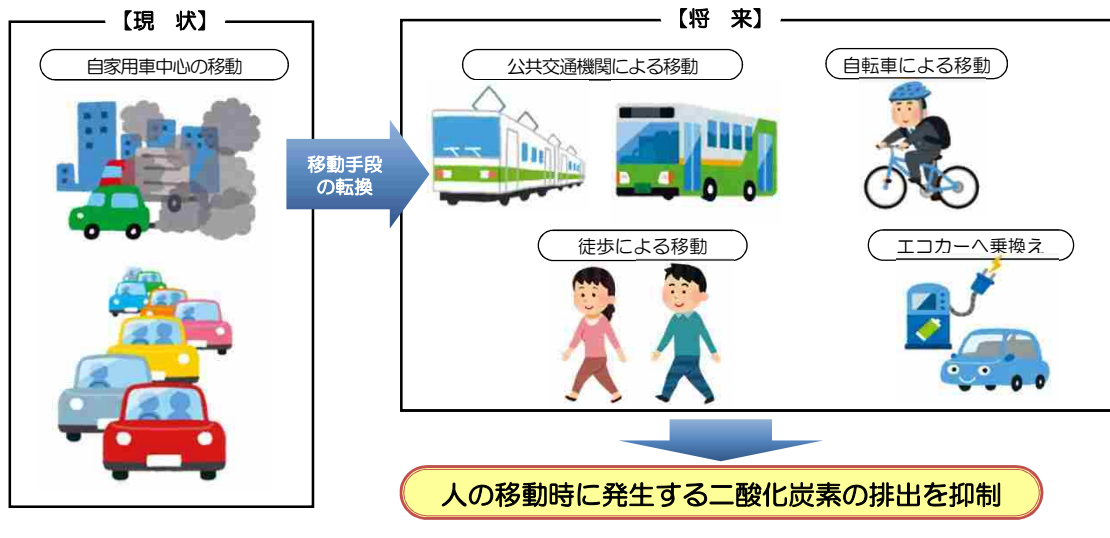 【現　状】
自家用車中心の移動
移動手段
の転換
【将　来】
公共交通機関による移動
自転車による移動
徒歩による移動
エコカーへ乗換え
人の移動時に発生する二酸化炭素の排出を抑制